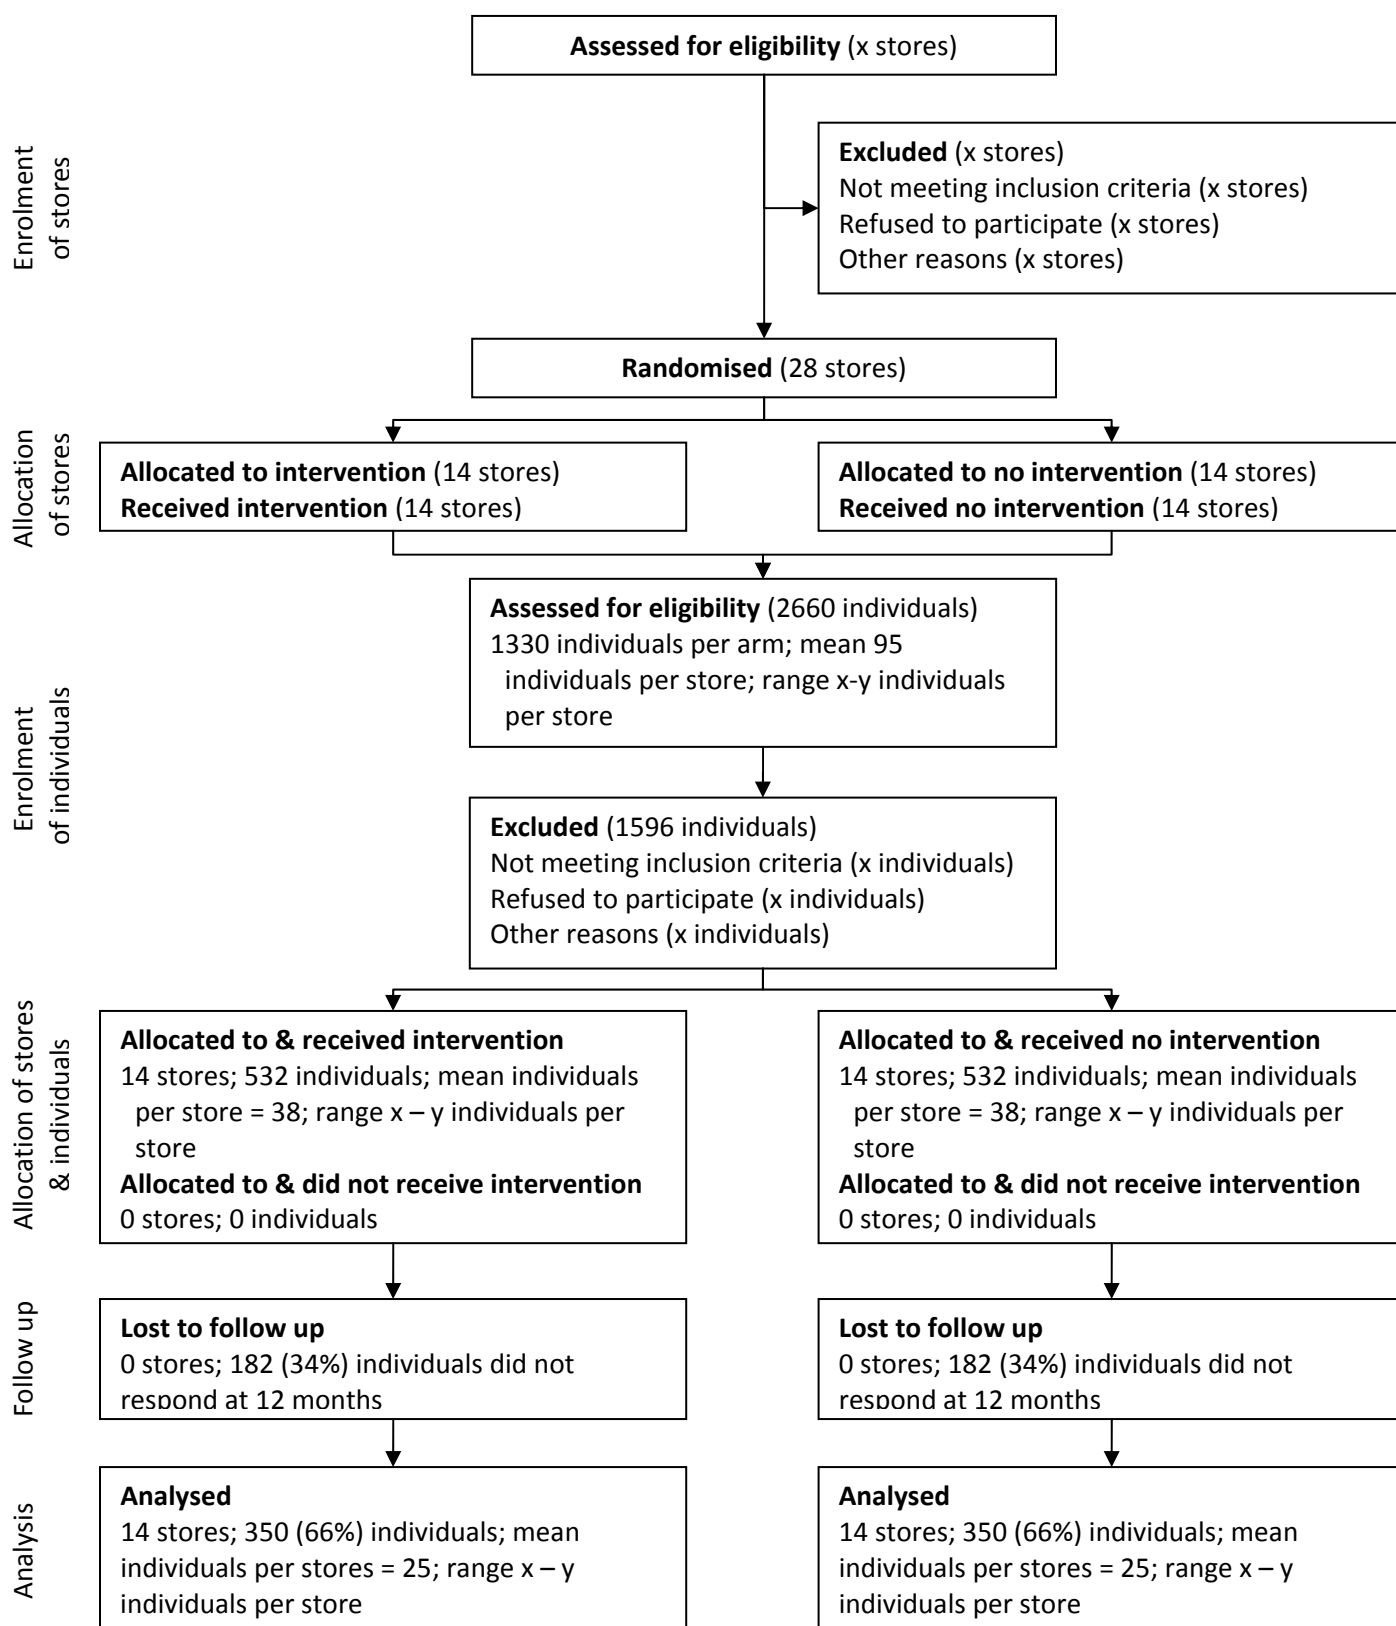 Assessed for eligibility (x stores)
Enrolment
of stores
Excluded (x stores)
Not meeting inclusion criteria (x stores)
Refused to participate (x stores)
Other reasons (x stores)
Randomised (28 stores)
Allocation
of stores
Allocated to intervention (14 stores)
Received intervention (14 stores)
Allocated to no intervention (14 stores)
Received no intervention (14 stores)
Enrolment
of individuals
Assessed for eligibility (2660 individuals)
1330 individuals per arm; mean 95
individuals per store; range x-y individuals
per store
Excluded (1596 individuals)
Not meeting inclusion criteria (x individuals)
Refused to participate (x individuals)
Other reasons (x individuals)
Allocation of stores
& individuals
Allocated to & received intervention
14 stores; 532 individuals; mean individuals
per store = 38; range x – y individuals per
store
Allocated to & did not receive intervention
0 stores; 0 individuals
Allocated to & received no intervention
14 stores; 532 individuals; mean individuals
per store = 38; range x – y individuals per
store
Allocated to & did not receive intervention
0 stores; 0 individuals
Follow up
Lost to follow up
0 stores; 182 (34%) individuals did not
respond at 12 months
Lost to follow up
0 stores; 182 (34%) individuals did not
respond at 12 months
Analysis
Analysed
14 stores; 350 (66%) individuals; mean
individuals per stores = 25; range x – y
individuals per store
Analysed
14 stores; 350 (66%) individuals; mean
individuals per stores = 25; range x – y
individuals per store